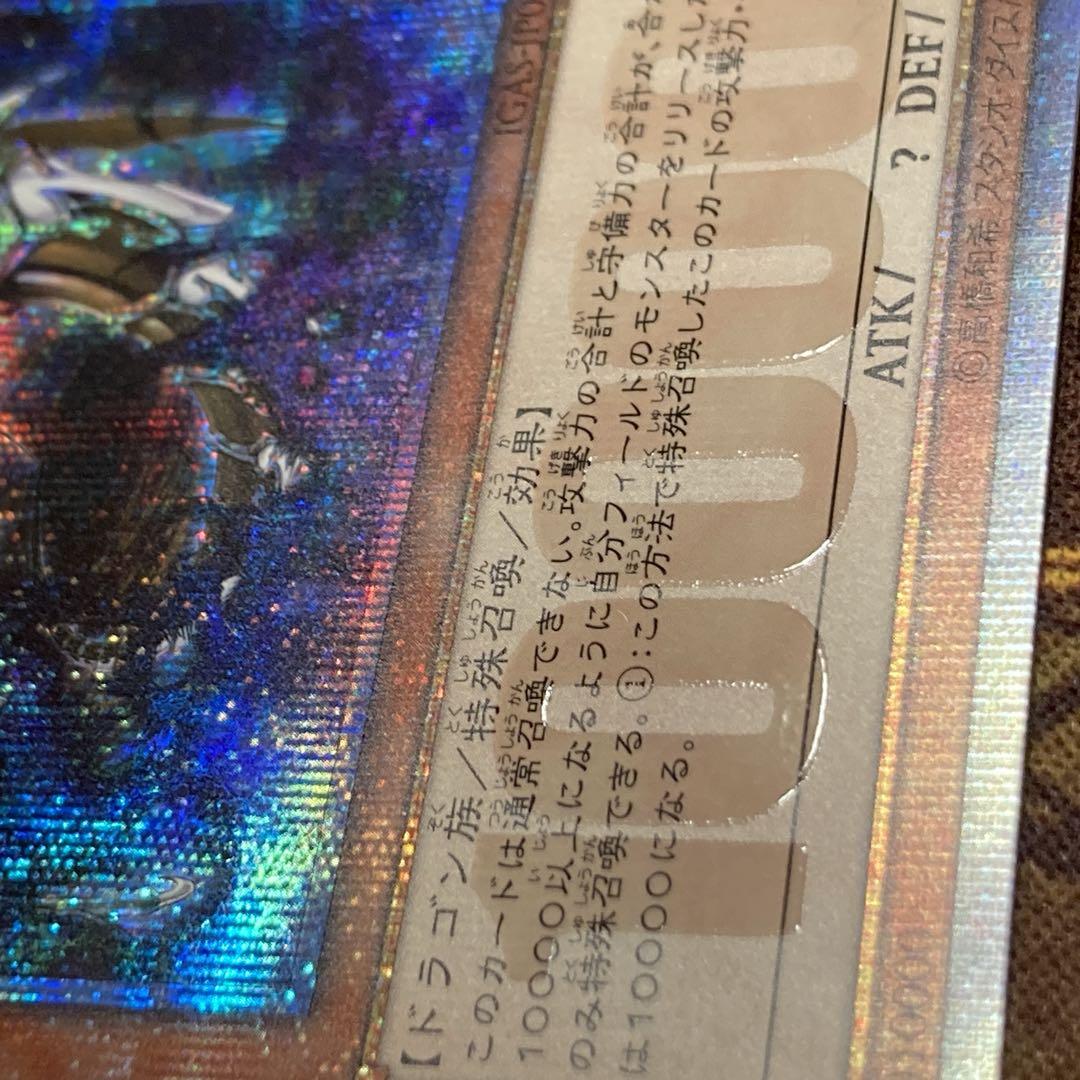 IGAS-JP0
【ドラゴン族／特殊召喚／効果】
このカードは通常召喚できない。攻撃力の合計と守備力の合計が、合
10000以上になるように自分フィールドのモンスターをリリースし
のみ特殊召喚できる。①:この方法で特殊召喚したこのカードの攻撃力・
は10000になる。
10000
ATK/ ? DEF/
10000
©高橋和希 スタジオ・ダイス/